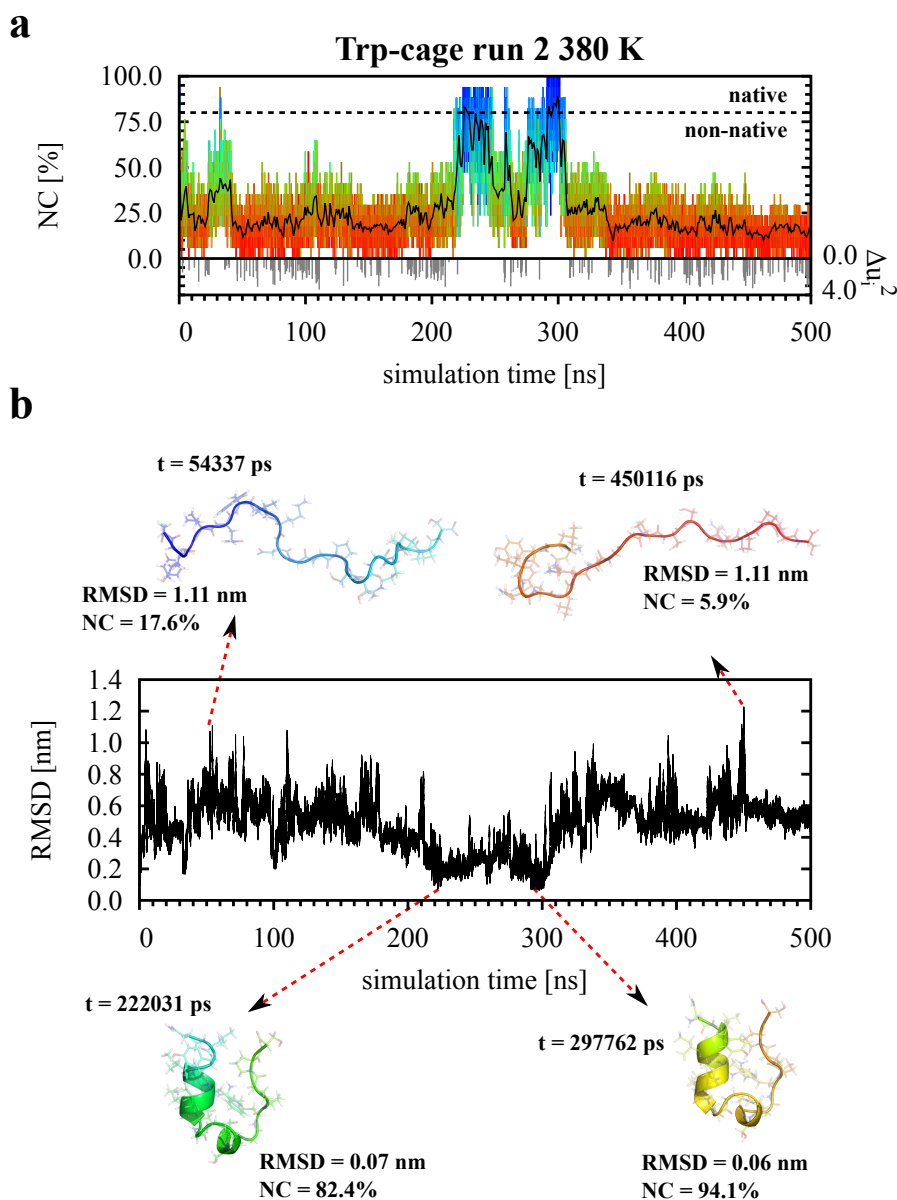 a
Trp-cage run 2 380 K
100.0
75.0
50.0
25.0
0.0
NC [%]
native
non-native
0.0
4.0
Δu_i^2
0 100 200 300 400 500
simulation time [ns]
b
t = 54337 ps
t = 450116 ps
RMSD = 1.11 nm
NC = 17.6%
RMSD = 1.11 nm
NC = 5.9%
1.4
1.2
1.0
0.8
0.6
0.4
0.2
0.0
RMSD [nm]
0 100 200 300 400 500
simulation time [ns]
t = 222031 ps
t = 297762 ps
RMSD = 0.07 nm
NC = 82.4%
RMSD = 0.06 nm
NC = 94.1%